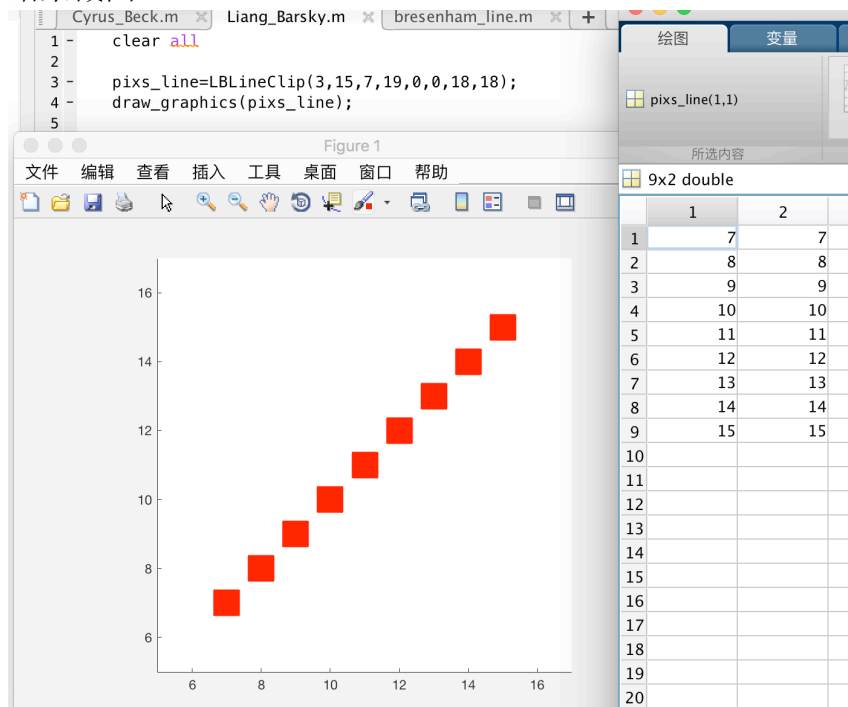 Cyrus_Beck.m × Liang_Barsky.m × bresenham_line.m × +
1 - clear all
2
3 - pixs_line=LBLineClip(3,15,7,19,0,0,18,18);
4 - draw_graphics(pixs_line);
5
Figure 1
文件 编辑 查看 插入 工具 桌面 窗口 帮助
16
14
12
10
8
6
6 8 10 12 14 16
绘图 变量
pixs_line(1,1)
所选内容
9x2 double
1 2
1 7 7
2 8 8
3 9 9
4 10 10
5 11 11
6 12 12
7 13 13
8 14 14
9 15 15
10
11
12
13
14
15
16
17
18
19
20